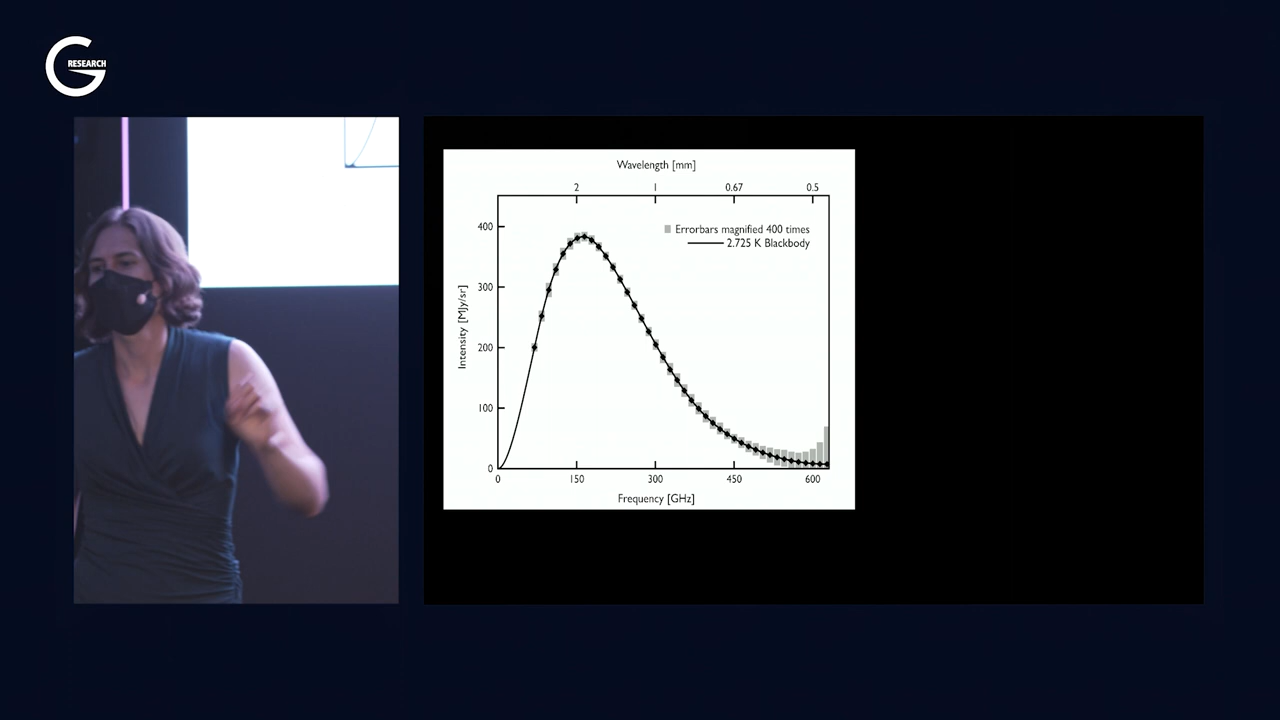 G
RESEARCH
Wavelength [mm]
2 1 0.67 0.5
400
300
200
100
0
Intensity [MJy/sr]
Errorbars magnified 400 times
2.725 K Blackbody
0 150 300 450 600
Frequency [GHz]